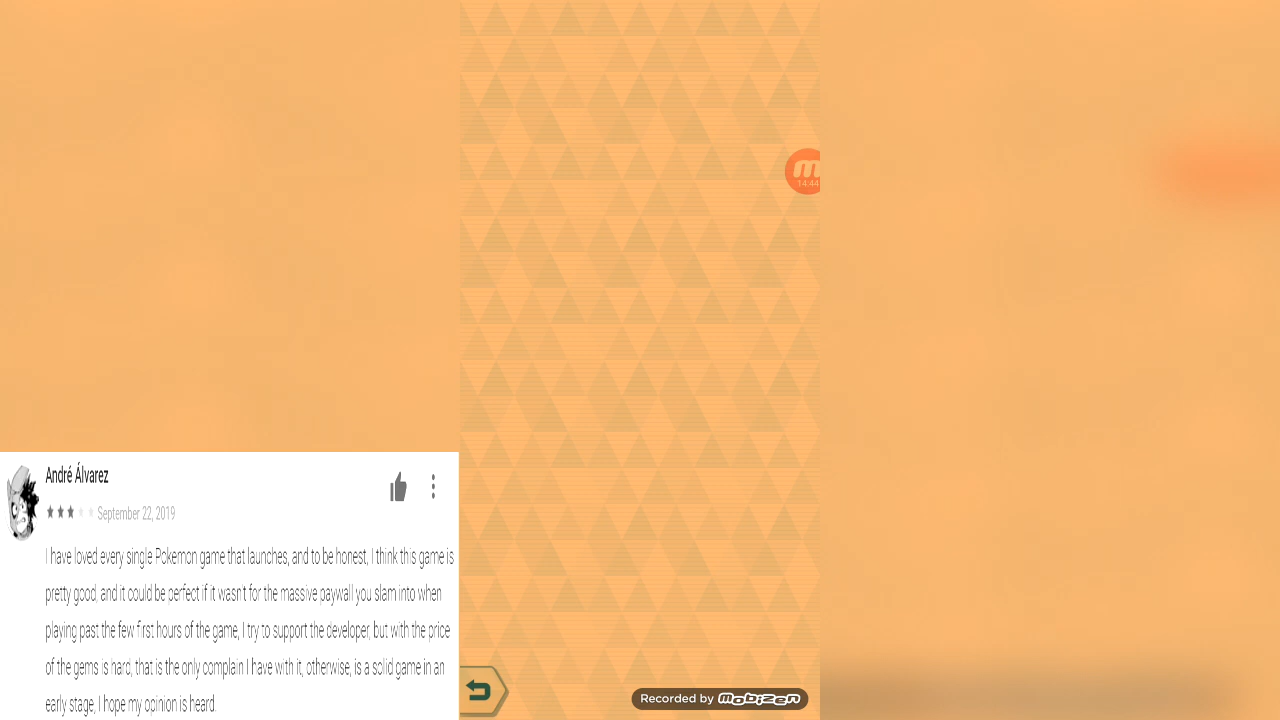 m
14:44
André Álvarez
September 22, 2019
I have loved every single Pokemon game that launches, and to be honest, I think this game is
pretty good, and it could be perfect if it wasn't for the massive paywall you slam into when
playing past the few first hours of the game, I try to support the developer, but with the price
of the gems is hard, that is the only complain I have with it, otherwise, is a solid game in an
early stage, I hope my opinion is heard.
Recorded by mobizen